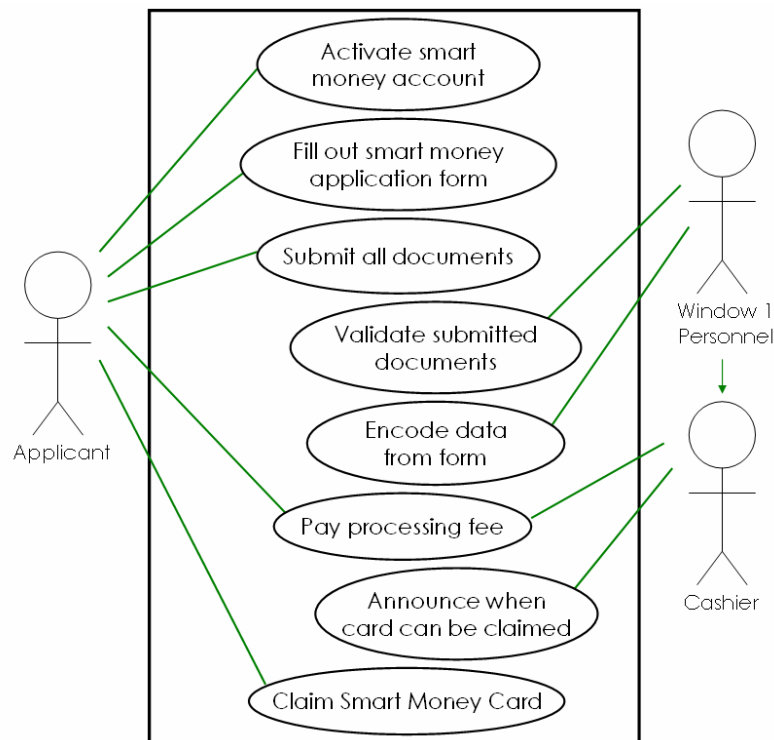 Activate smart
money account
Fill out smart money
application form
Submit all documents
Validate submitted
documents
Window 1
Personnel
Applicant
Encode data
from form
Pay processing fee
Announce when
card can be claimed
Cashier
Claim Smart Money Card